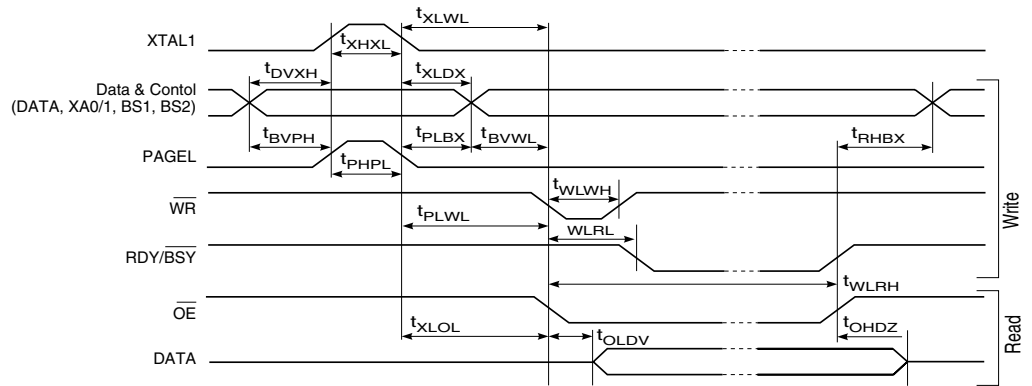 t_XLWL
XTAL1
t_XHXL
t_DVXH
t_XLDX
Data & Contol
(DATA, XA0/1, BS1, BS2)
t_BVPH
t_PLBX
t_BVWL
t_RHBX
PAGEL
t_PHPL
t_WLWH
WR
t_PLWL
WLRL
RDY/BSY
Write
t_WLRH
OE
t_XLOL
t_OLDV
t_OHDZ
DATA
Read